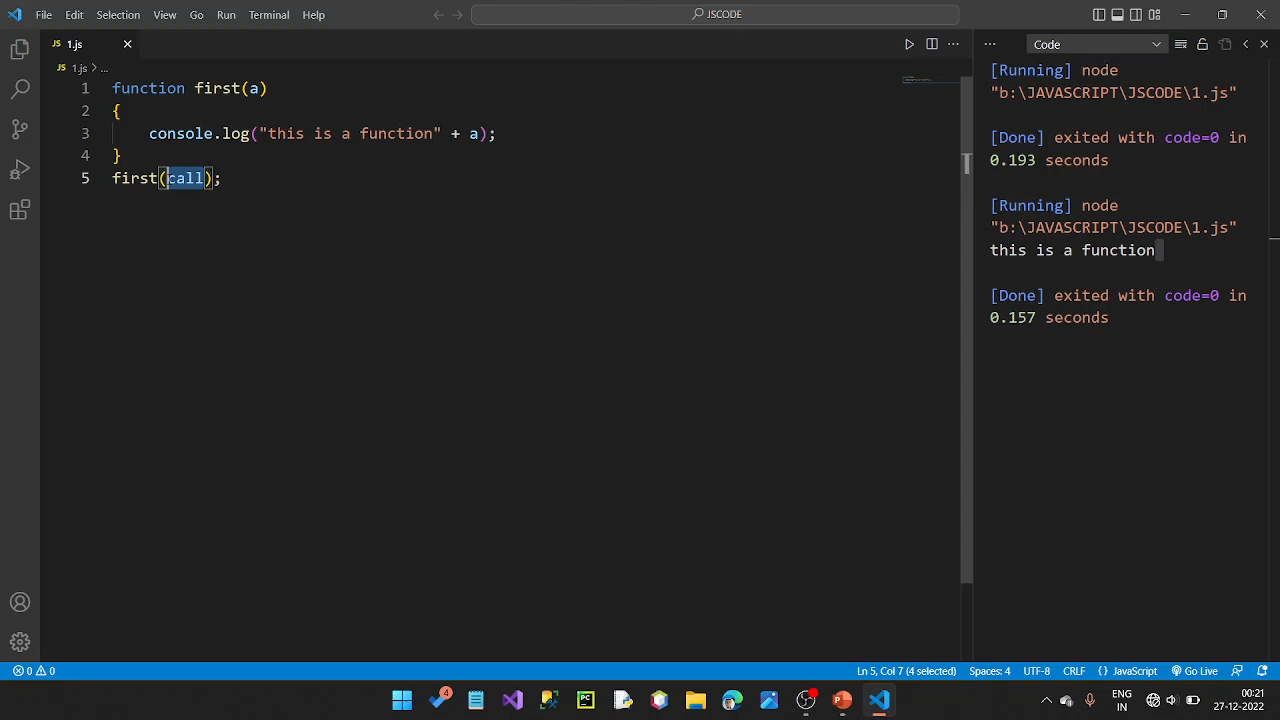 File Edit Selection View Go Run Terminal Help
JSCODE
JS 1.js
Code
JS 1.js > ...
1 function first(a)
2 {
3 console.log("this is a function" + a);
4 }
5 first(call);
[Running] node
"b:\JAVASCRIPT\JSCODE\1.js"
[Done] exited with code=0 in
0.193 seconds
[Running] node
"b:\JAVASCRIPT\JSCODE\1.js"
this is a function
[Done] exited with code=0 in
0.157 seconds
0 0
Ln 5, Col 7 (4 selected) Spaces: 4 UTF-8 CRLF {} JavaScript Go Live
4
PC
ENG
IN
00:21
27-12-2022